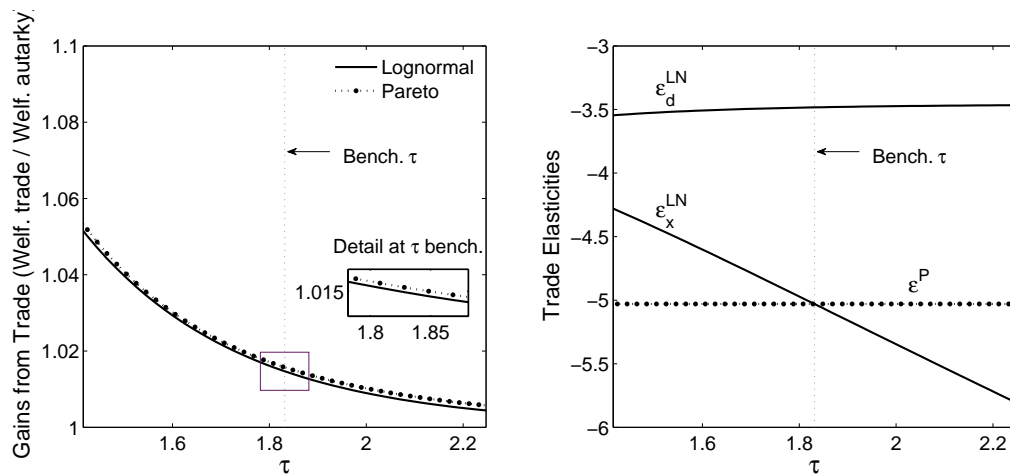 Gains from Trade (Welf. trade / Welf. autarky)
1.1
1.08
1.06
1.04
1.02
1
Lognormal
Pareto
Bench. τ
Detail at τ bench.
1.015
1.8 1.85
1.6 1.8 2 2.2
τ
Trade Elasticities
-3
-3.5
-4
-4.5
-5
-5.5
-6
ε_d^LN
Bench. τ
ε_x^LN
ε^P
1.6 1.8 2 2.2
τ